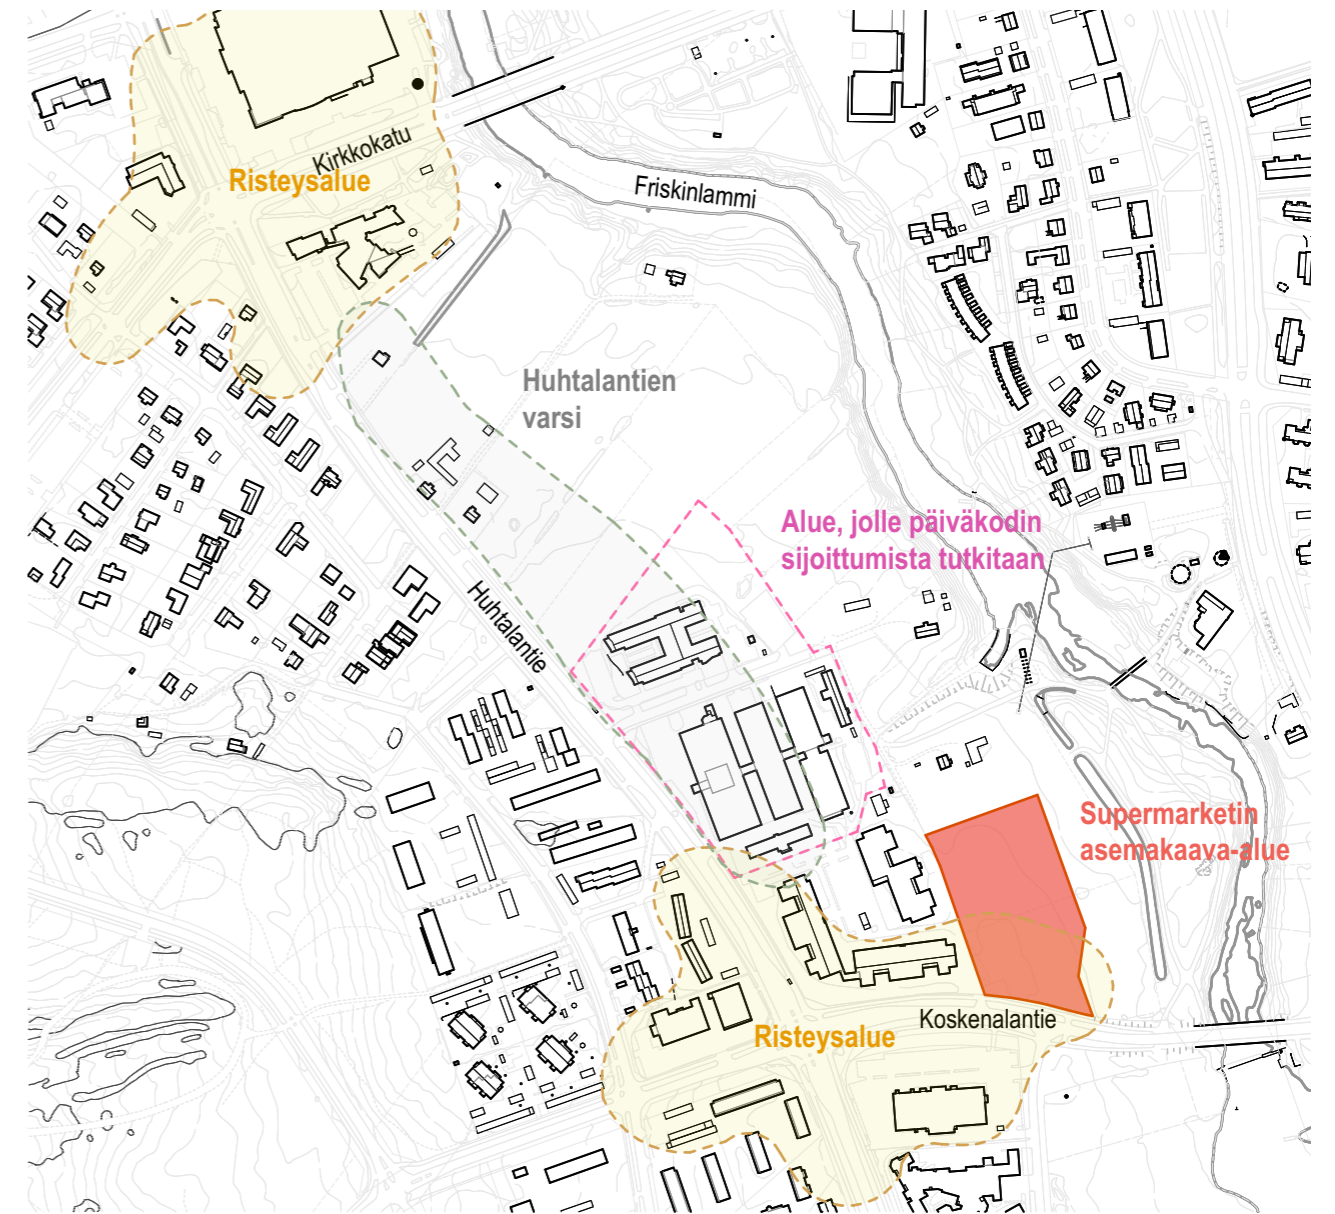 Kirkkokatu
Risteysalue
Friskinlammi
Huhtalantien
varsi
Alue, jolle päiväkodin
sijoittumista tutkitaan
Huhtalantie
Supermarketin
asemakaava-alue
Koskenalantie
Risteysalue